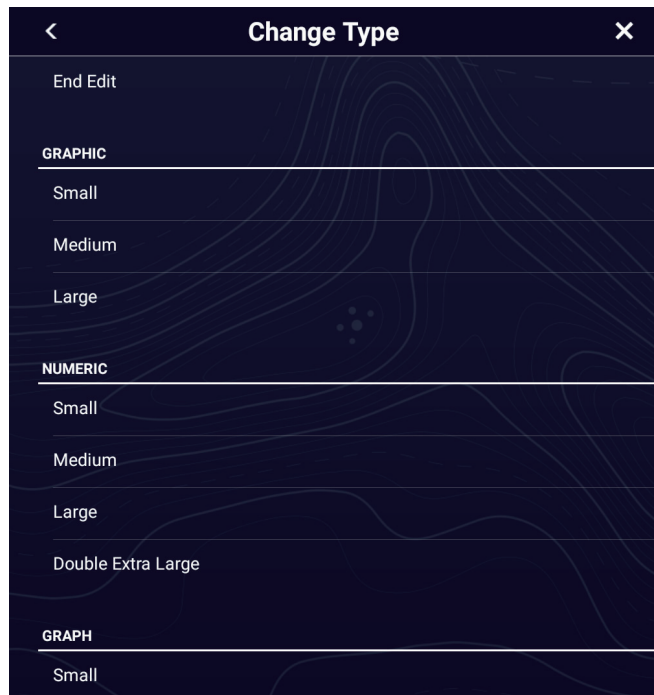 Change Type
End Edit
GRAPHIC
Small
Medium
Large
NUMERIC
Small
Medium
Large
Double Extra Large
GRAPH
Small